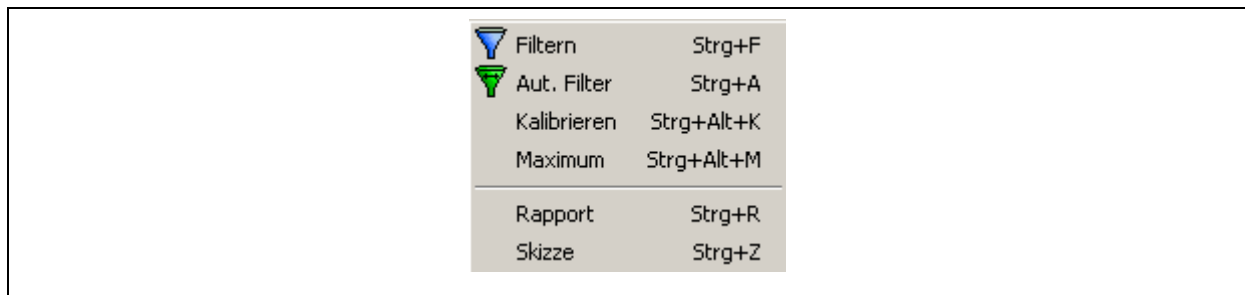 Filtern Strg+F
Aut. Filter Strg+A
Kalibrieren Strg+Alt+K
Maximum Strg+Alt+M
Rapport Strg+R
Skizze Strg+Z